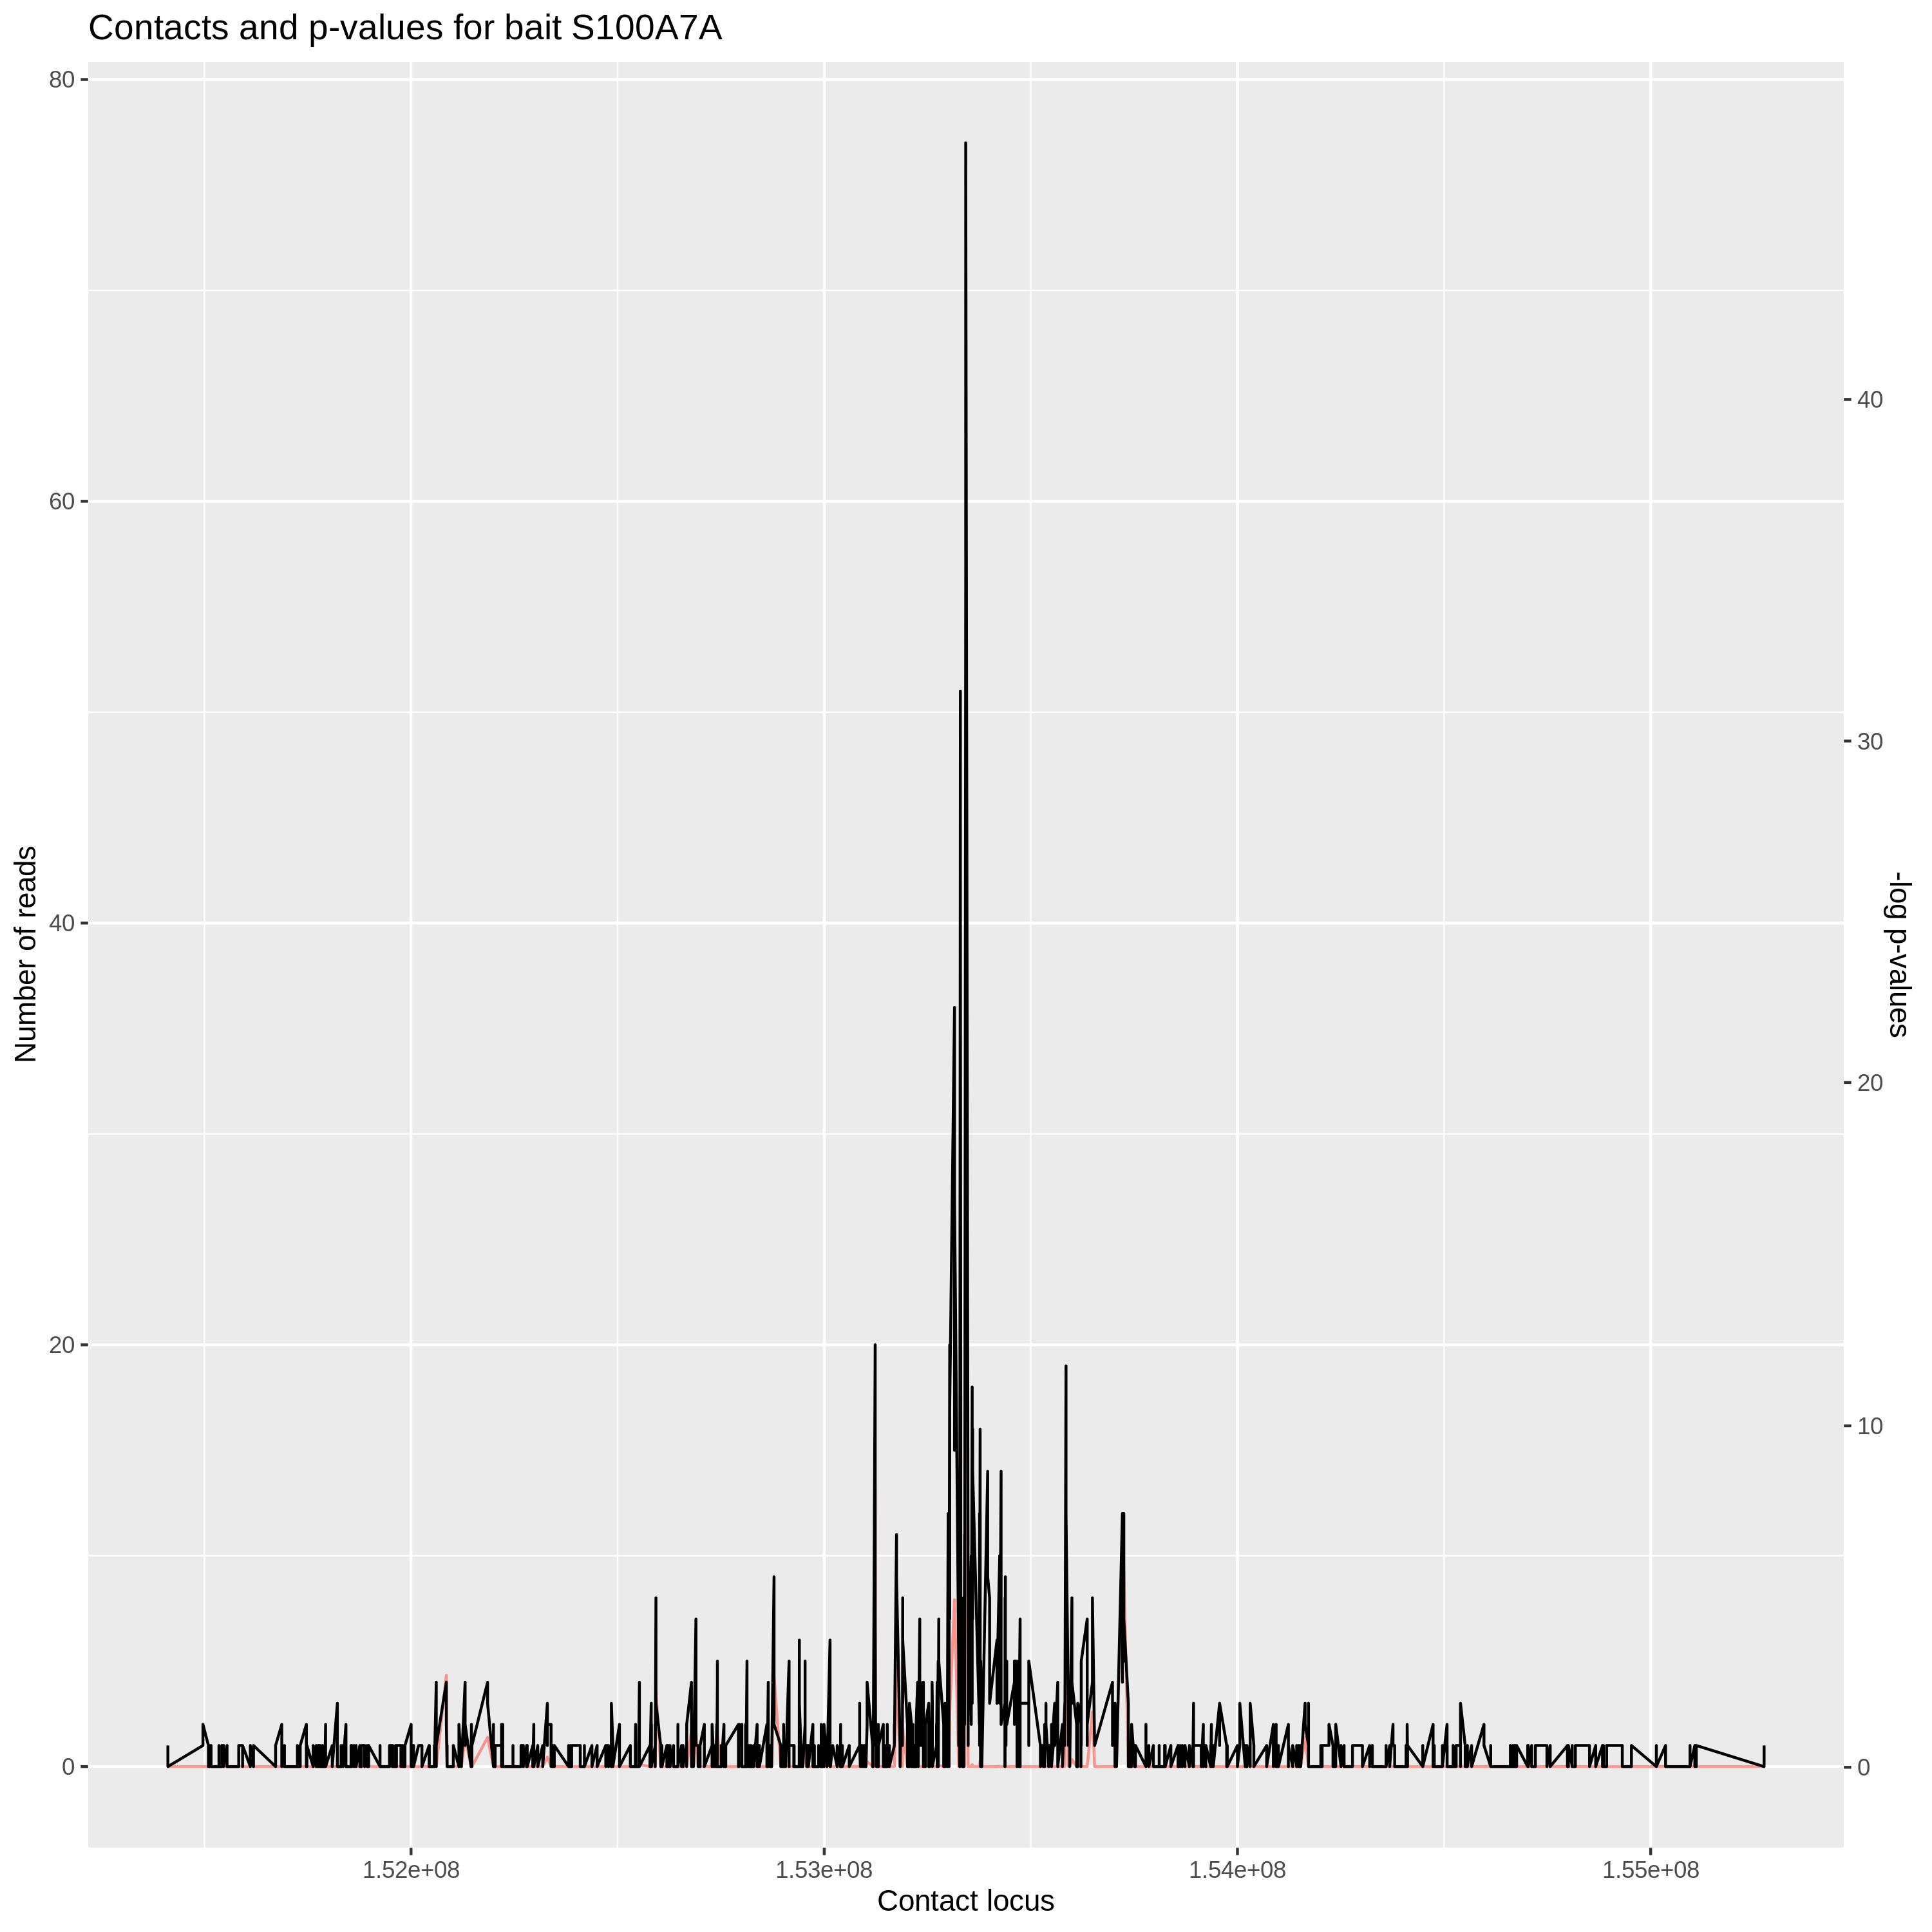 Contacts and p-values for bait S100A7A
80
60
40
20
0
Number of reads
40
30
20
10
0
-log p-values
1.52e+08
1.53e+08
1.54e+08
1.55e+08
Contact locus